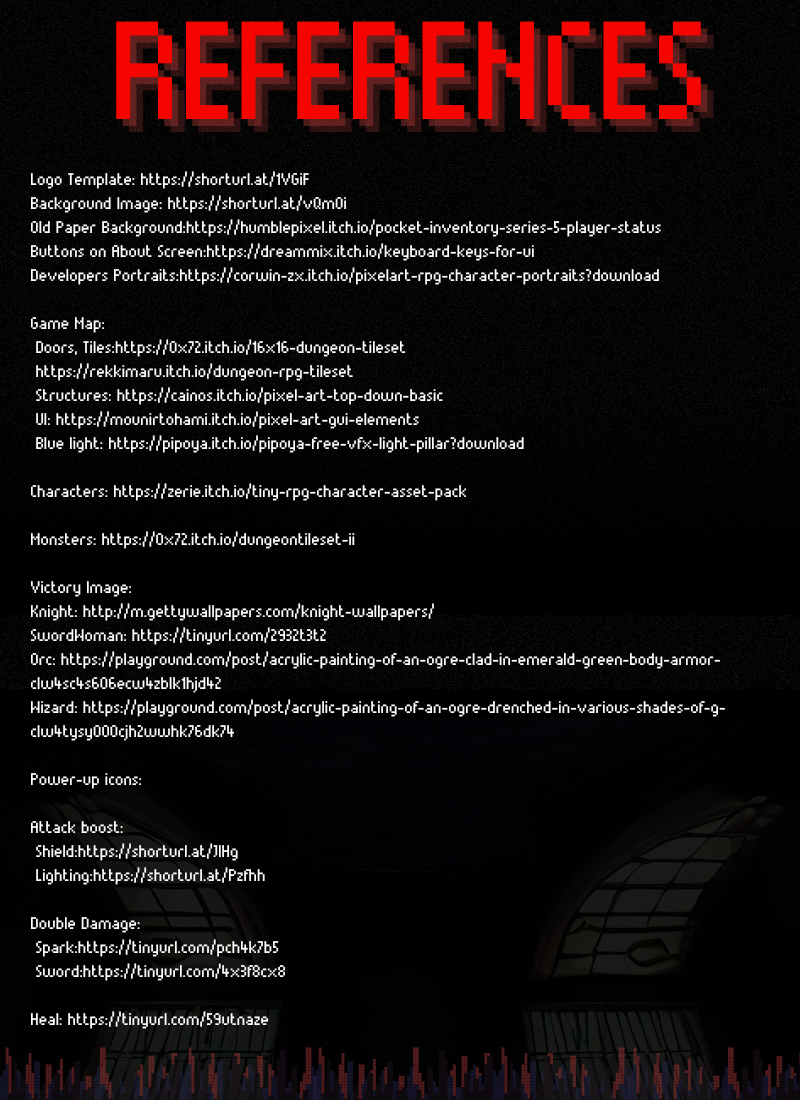 REFERENCES
Logo Template: https://shorturl.at/1VGiF
Background Image: https://shorturl.at/vQmOi
Old Paper Background:https://humblepixel.itch.io/pocket-inventory-series-5-player-status
Buttons on About Screen:https://dreammix.itch.io/keyboard-keys-for-ui
Developers Portraits:https://corwin-zx.itch.io/pixelart-rpg-character-portraits?download
Game Map:
Doors, Tiles:https://0x72.itch.io/16x16-dungeon-tileset
https://rekkimaru.itch.io/dungeon-rpg-tileset
Structures: https://cainos.itch.io/pixel-art-top-down-basic
UI: https://mounirtohami.itch.io/pixel-art-gui-elements
Blue light: https://pipoya.itch.io/pipoya-free-vfx-light-pillar?download
Characters: https://zerie.itch.io/tiny-rpg-character-asset-pack
Monsters: https://0x72.itch.io/dungeontileset-ii
Victory Image:
Knight: http://m.gettywallpapers.com/knight-wallpapers/
SwordWoman: https://tinyurl.com/2932t3t2
Orc: https://playground.com/post/acrylic-painting-of-an-ogre-clad-in-emerald-green-body-armor-
clw4sc4s606ecw4zblk1hjd42
Wizard: https://playground.com/post/acrylic-painting-of-an-ogre-drenched-in-various-shades-of-g-
clw4tysy000cjh2wwhk76dk74
Power-up icons:
Attack boost:
Shield:https://shorturl.at/JlHg
Lighting:https://shorturl.at/Pzfhh
Double Damage:
Spark:https://tinyurl.com/pch4k7b5
Sword:https://tinyurl.com/4x3f8cx8
Heal: https://tinyurl.com/59utnaze